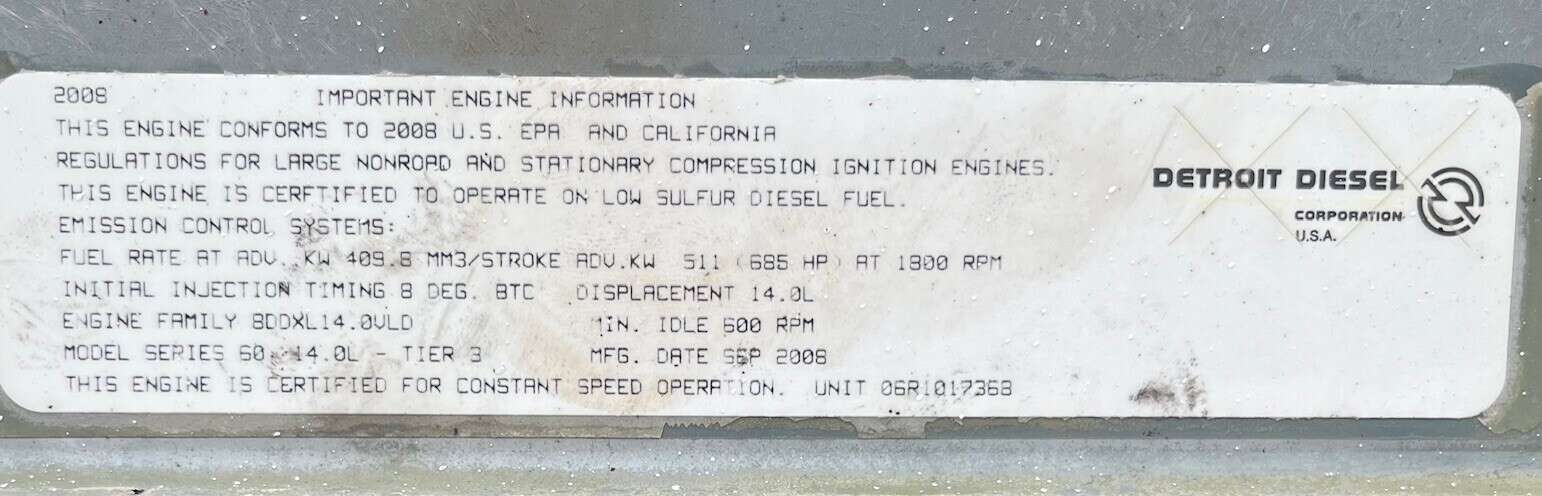 2008 IMPORTANT ENGINE INFORMATION
THIS ENGINE CONFORMS TO 2008 U.S. EPA AND CALIFORNIA
REGULATIONS FOR LARGE NONROAD AND STATIONARY COMPRESSION IGNITION ENGINES.
THIS ENGINE IS CERFTIFIED TO OPERATE ON LOW SULFUR DIESEL FUEL.
EMISSION CONTROL SYSTEMS:
FUEL RATE AT ADV. KW 409.8 MM3/STROKE ADV.KW 511 (685 HP) AT 1800 RPM
INITIAL INJECTION TIMING 8 DEG. BTC DISPLACEMENT 14.0L
ENGINE FAMILY 8DDXL14.0VLD MIN. IDLE 600 RPM
MODEL SERIES 60 14.0L - TIER 3 MFG. DATE SEP 2008
THIS ENGINE IS CERTIFIED FOR CONSTANT SPEED OPERATION. UNIT 06R1017368
DETROIT DIESEL
CORPORATION
U.S.A.